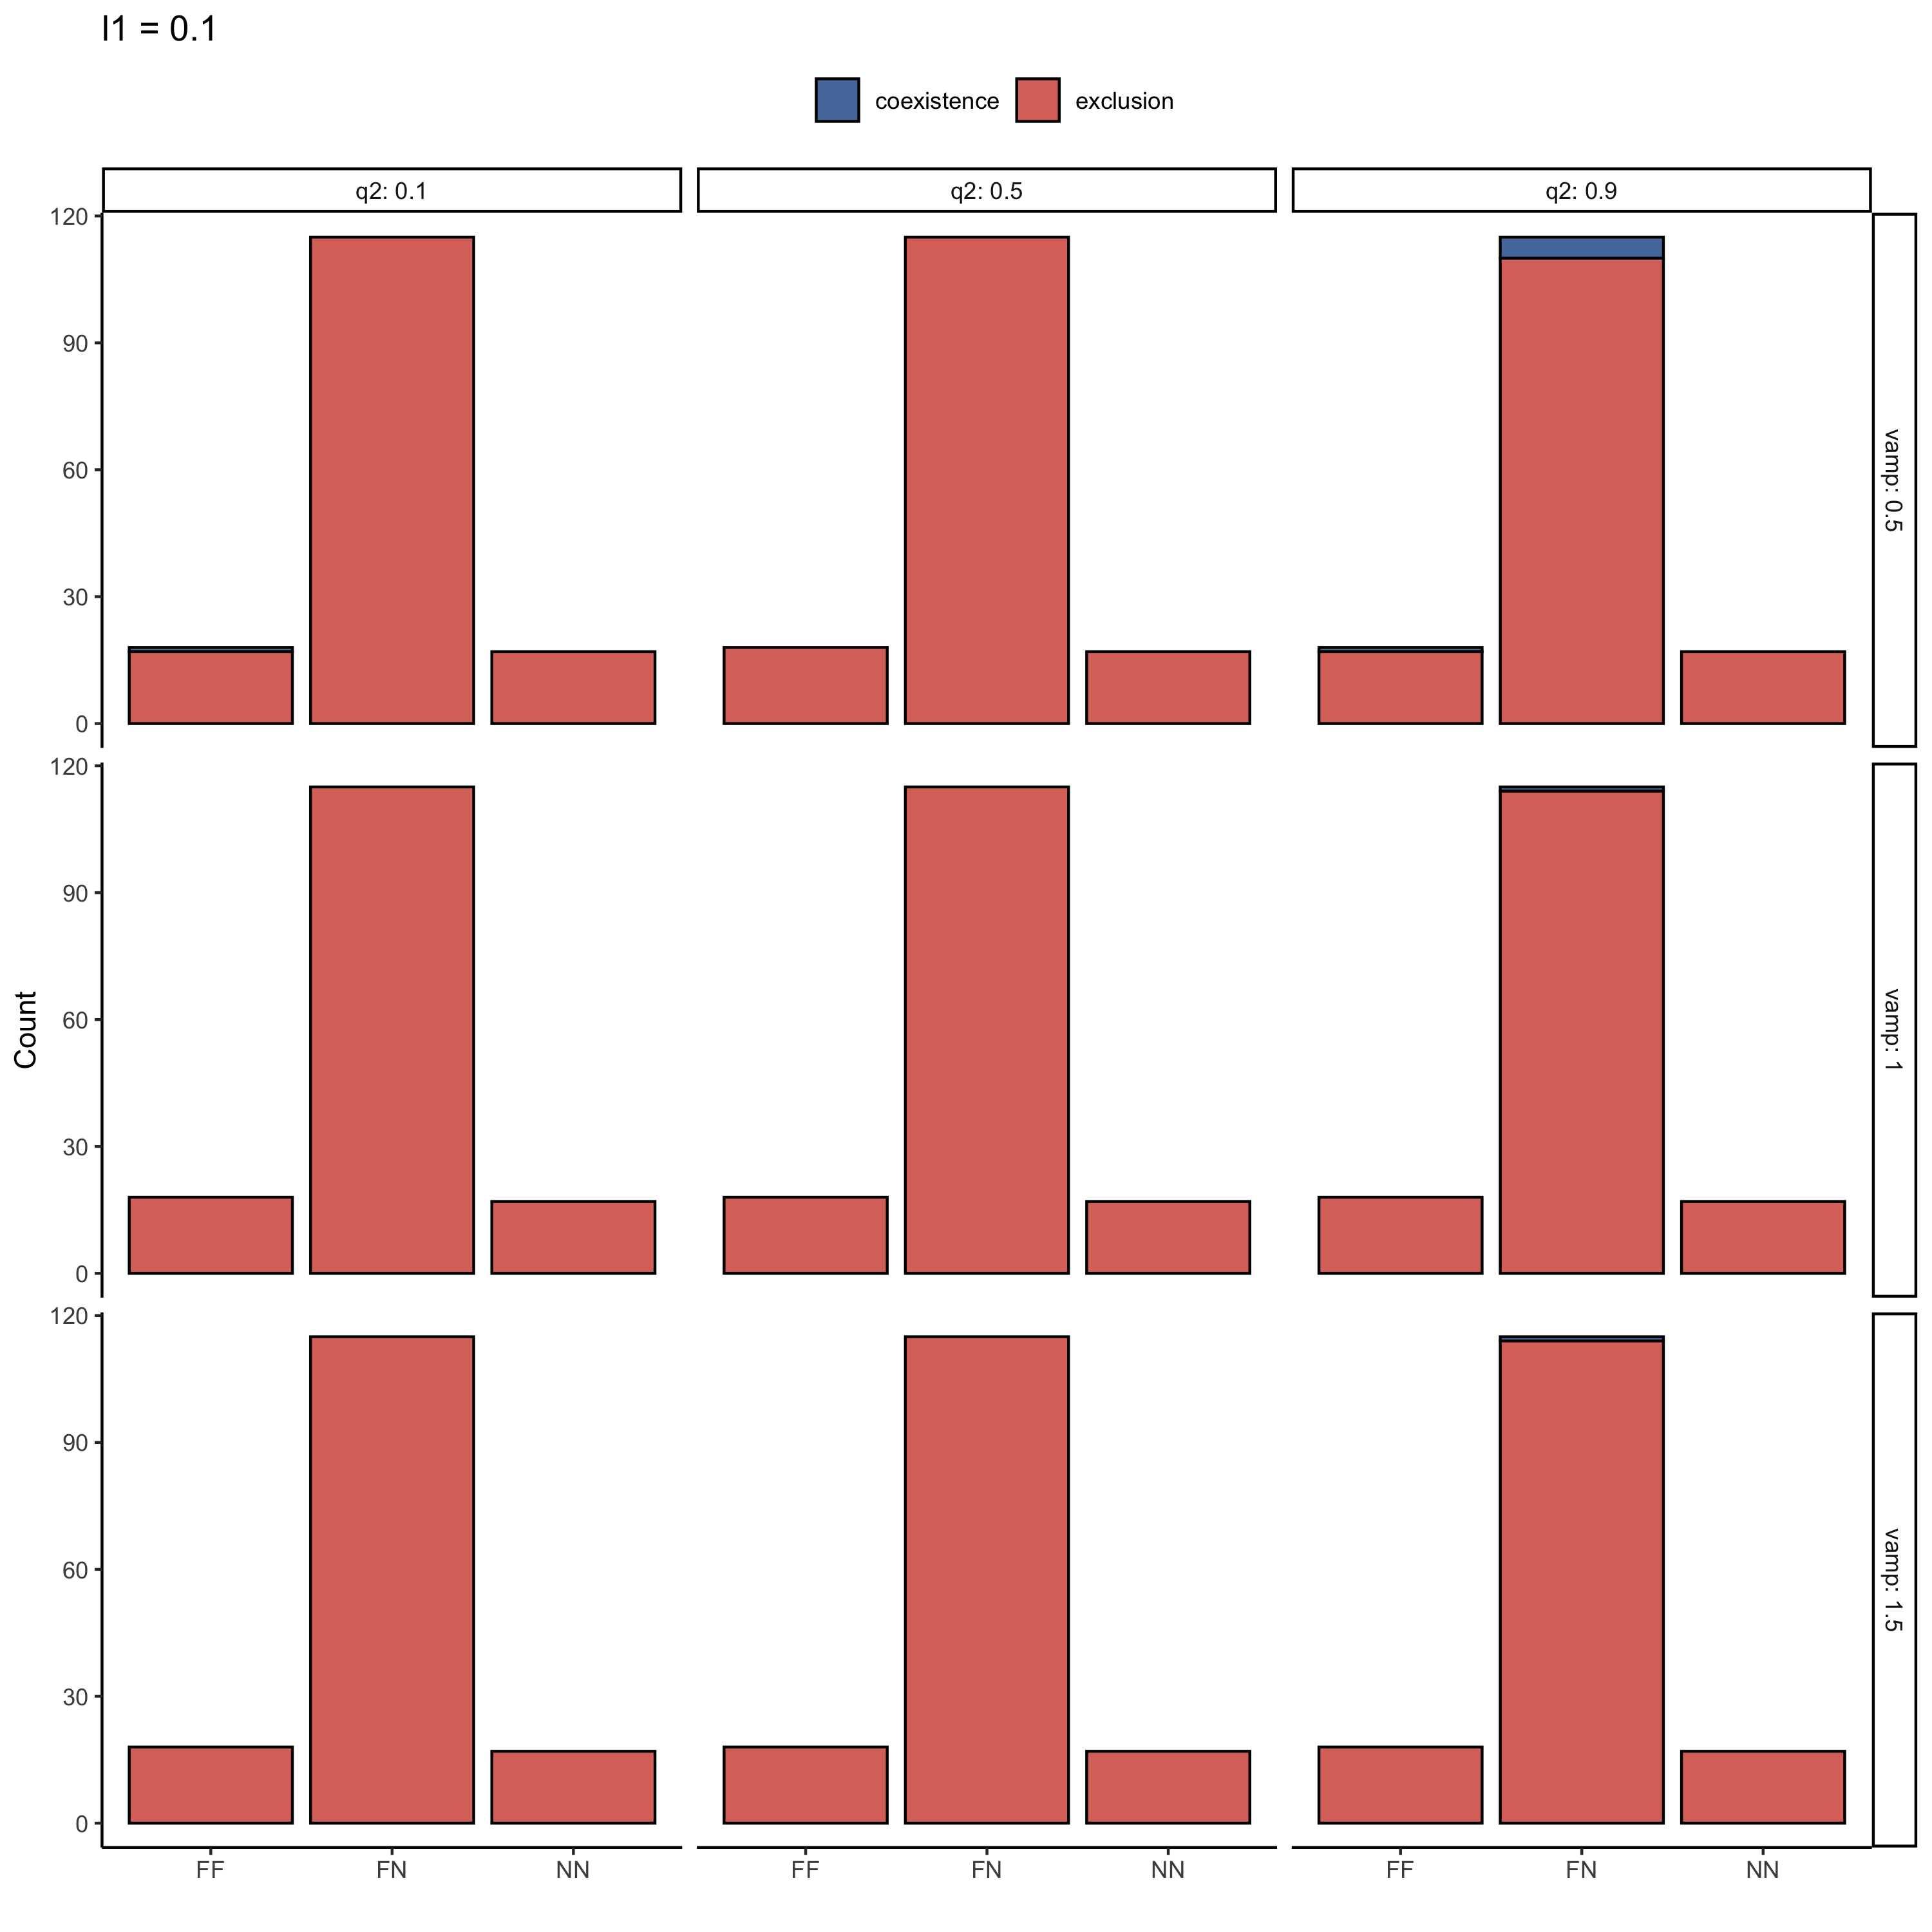 l1 = 0.1
coexistence exclusion
q2: 0.1 q2: 0.5 q2: 0.9
120
90
60
30
0
vamp: 0.5
120
90
60
30
0
vamp: 1
Count
120
90
60
30
0
vamp: 1.5
FF FN NN FF FN NN FF FN NN